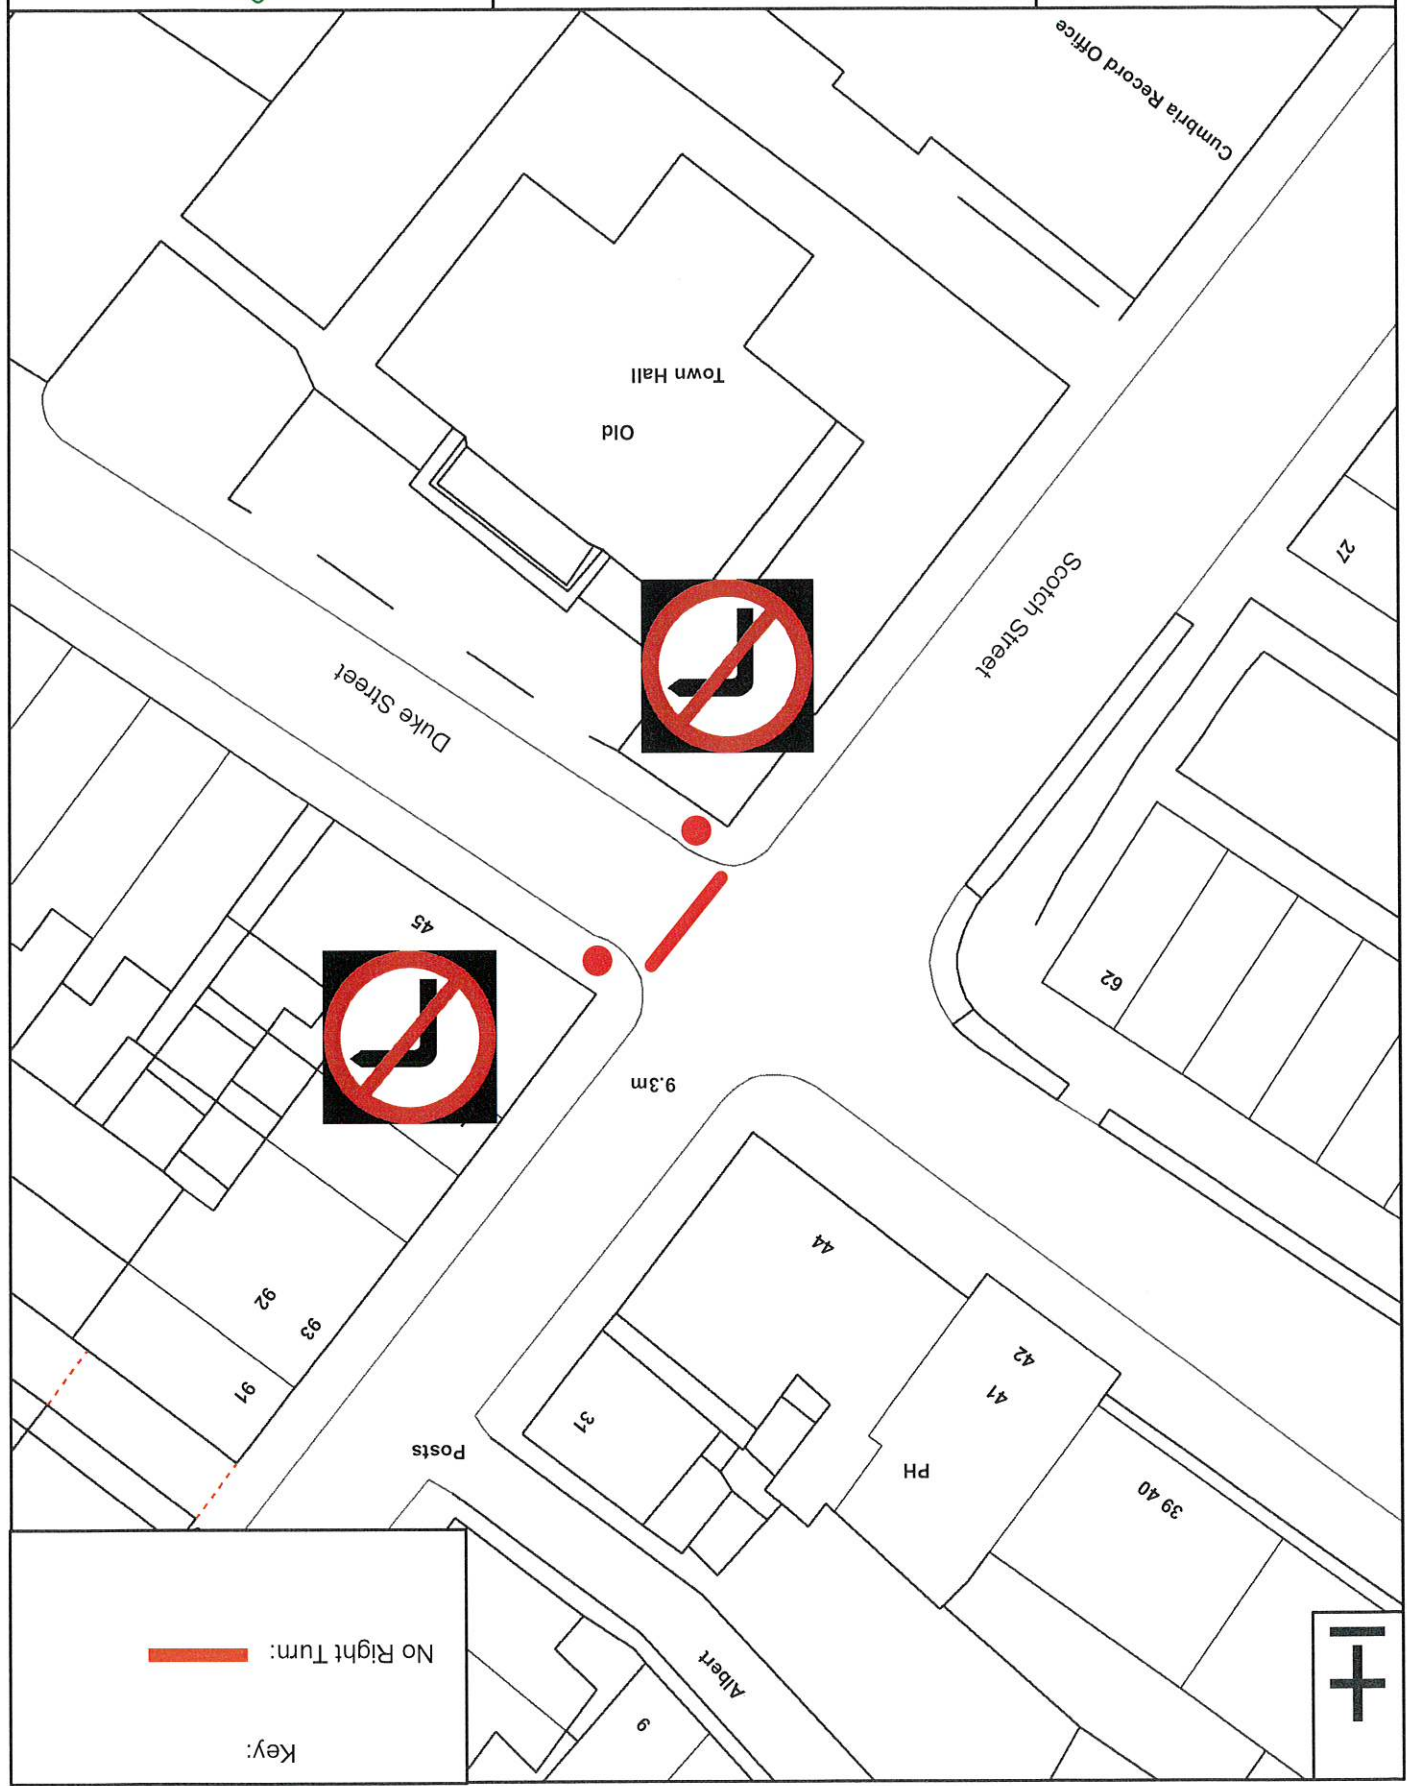 Key:
No Right Turn:
9
Albert
39 40
PH
41
42
31
Posts
91
93
92
44
9.3m
62
45
Duke Street
Scotch Street
27
Old
Town Hall
Cumbria Record Office